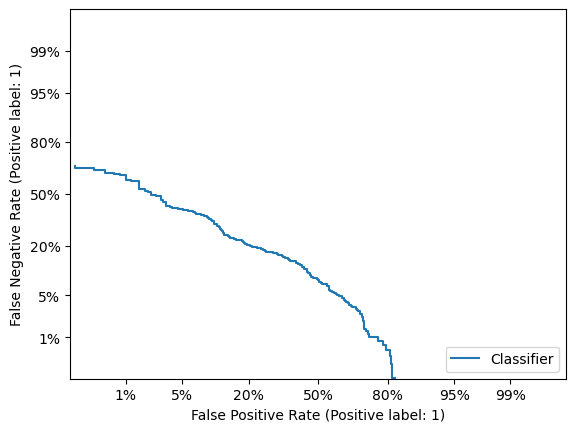 99%
95%
80%
50%
20%
5%
1%
False Negative Rate (Positive label: 1)
Classifier
1% 5% 20% 50% 80% 95% 99%
False Positive Rate (Positive label: 1)